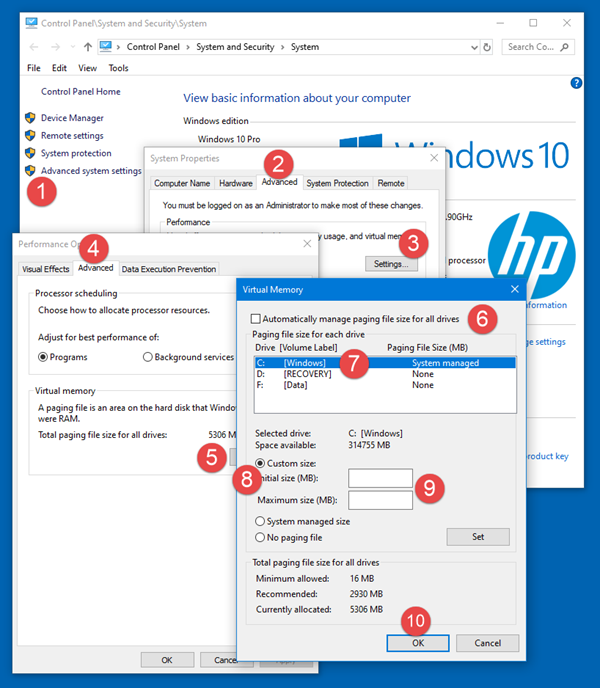 Control Panel\System and Security\System
Control Panel > System and Security > System
Search Co...
File Edit View Tools
Control Panel Home
View basic information about your computer
Device Manager
Windows edition
Remote settings
Windows 10 Pro
System protection
Windows 10
Advanced system settings
1
System Properties
2
Computer Name Hardware Advanced System Protection Remote
You must be logged on as an Administrator to make most of these changes.
Performance
usage, and virtual
3
Settings...
.90GHz
processor
hp
information
ge settings
product key
Performance
4
Visual Effects Advanced Data Execution Prevention
Processor scheduling
Choose how to allocate processor resources.
Adjust for best performance of:
Programs Background services
Virtual memory
A paging file is an area on the hard disk that
were RAM.
Total paging file size for all drives: 5306
5
OK Cancel
Virtual Memory
Automatically manage paging file size for all drives
6
Paging file size for each drive
Drive [Volume Label] Paging File Size (MB)
C: [Windows] System managed
7
D: [RECOVERY] None
F: [Data] None
Selected drive: C: [Windows]
Space available: 314755 MB
Custom size:
8
Initial size (MB):
9
Maximum size (MB):
System managed size
No paging file
Set
Total paging file size for all drives
Minimum allowed: 16 MB
Recommended: 2930 MB
Currently allocated: 5306 MB
10
OK Cancel